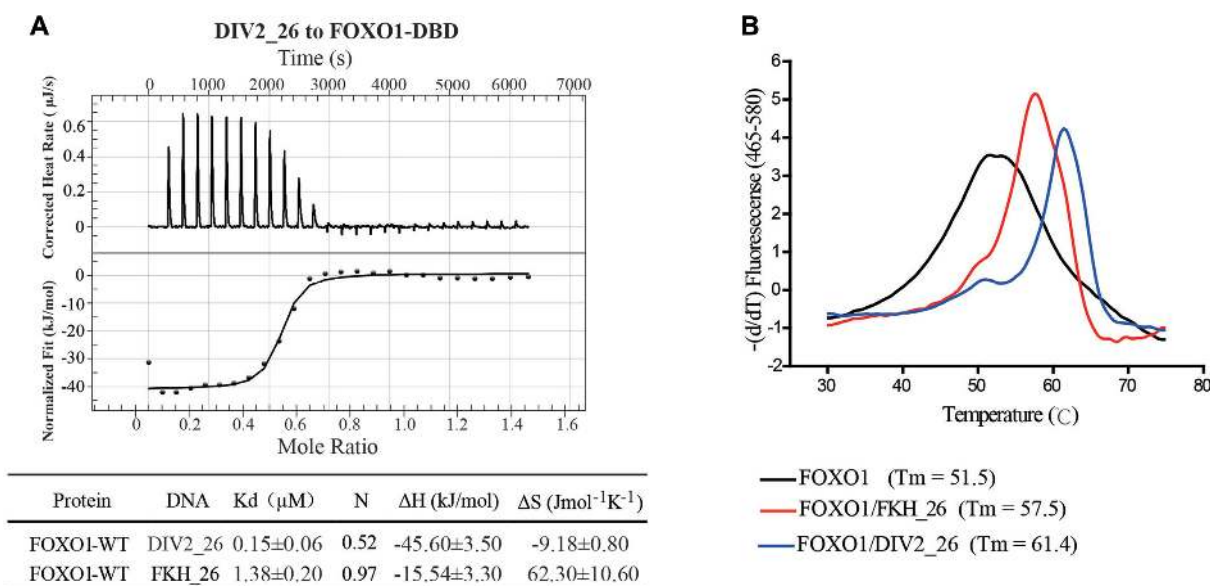 A
DIV2_26 to FOXO1-DBD
Time (s)
0 1000 2000 3000 4000 5000 6000 7000
Corrected Heat Rate ( μJ/s)
0.6
0.4
0.2
0
Normalized Fit (kJ/mol)
0
-10
-20
-30
-40
0 0.2 0.4 0.6 0.8 1.0 1.2 1.4 1.6
Mole Ratio
Protein DNA Kd (μM) N ΔH (kJ/mol) ΔS (Jmol⁻¹K⁻¹)
FOXO1-WT DIV2_26 0.15±0.06 0.52 -45.60±3.50 -9.18±0.80
FOXO1-WT FKH_26 1.38±0.20 0.97 -15.54±3.30 62.30±10.60
B
-(d/dT) Fluoresecense (465-580)
6
5
4
3
2
1
0
-1
-2
30 40 50 60 70 80
Temperature (C)
FOXO1 (Tm = 51.5)
FOXO1/FKH_26 (Tm = 57.5)
FOXO1/DIV2_26 (Tm = 61.4)